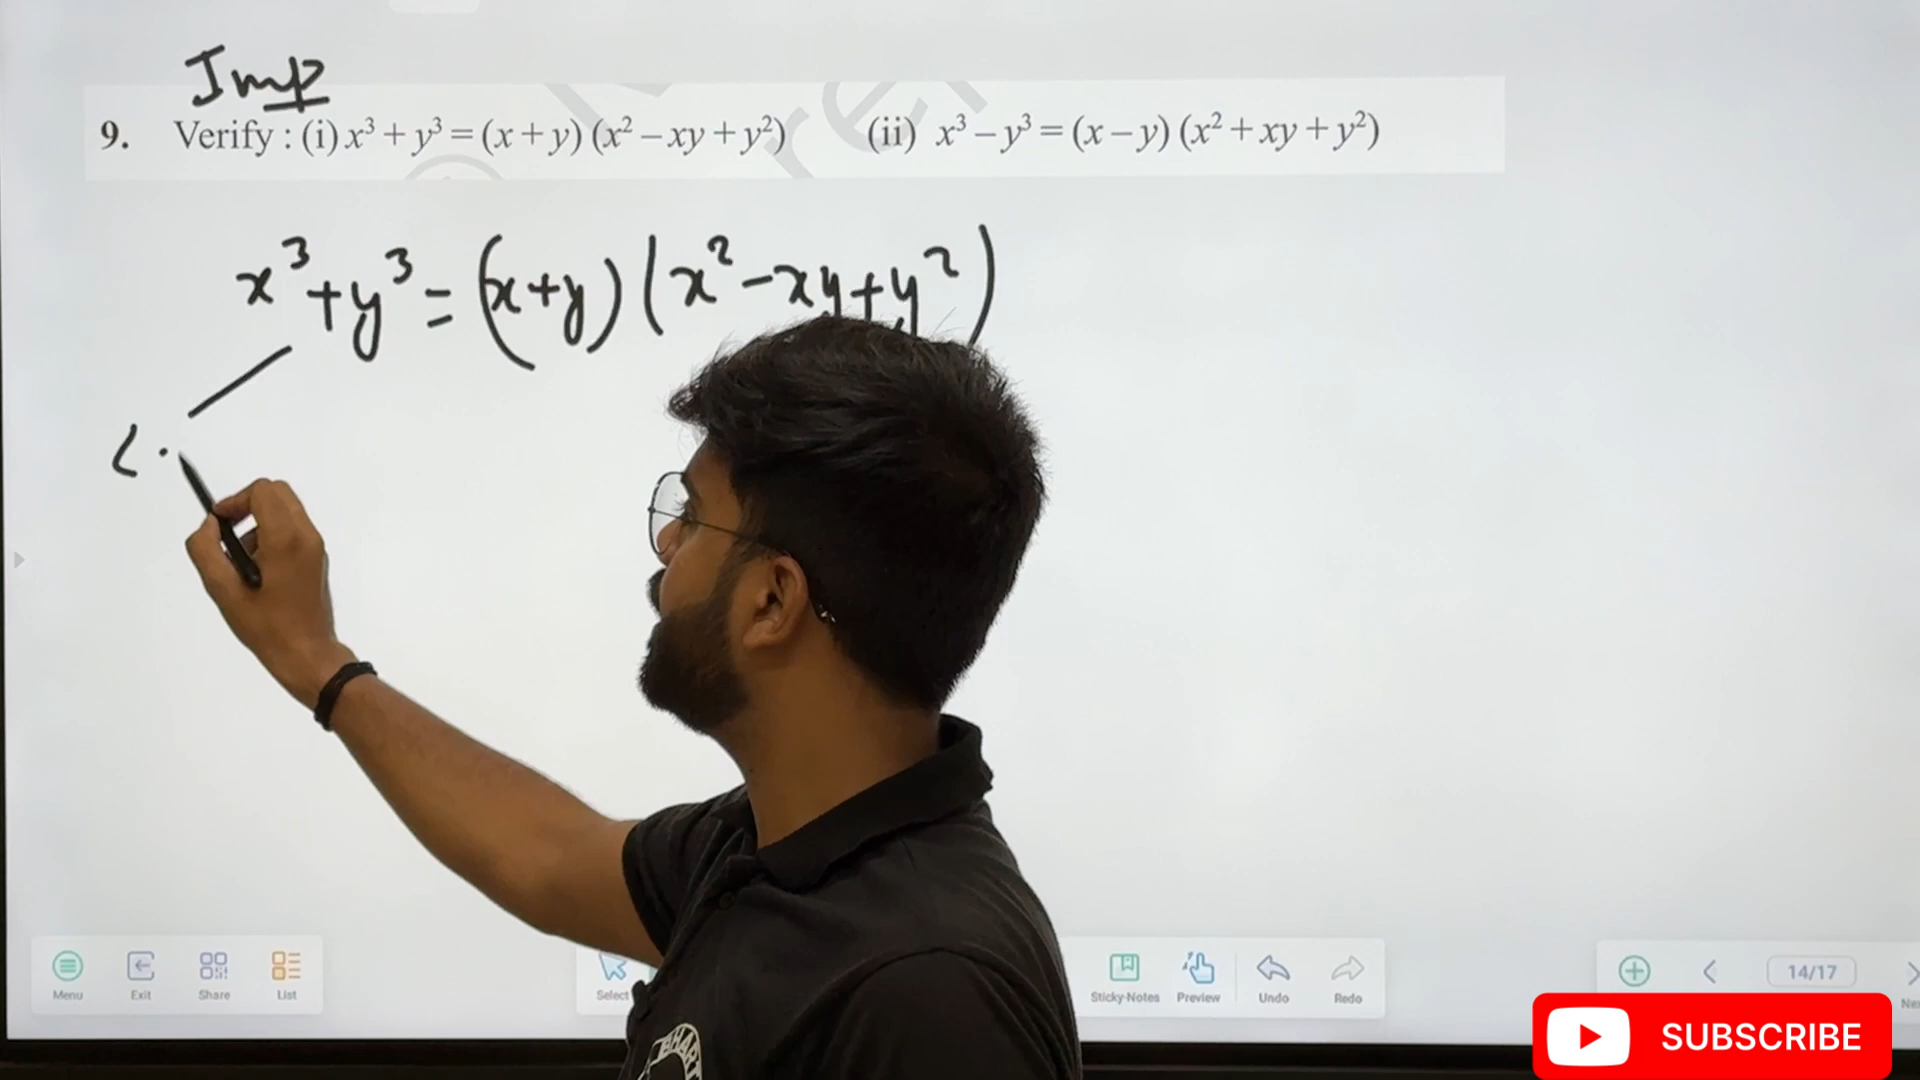 Imp
9. Verify : (i) x³ + y³ = (x + y) (x² – xy + y²) (ii) x³ – y³ = (x – y) (x² + xy + y²)
x³ + y³ = (x+y) (x² - xy + y²)
Menu Exit Share List Select Sticky-Notes Preview Undo Redo 14/17
SUBSCRIBE